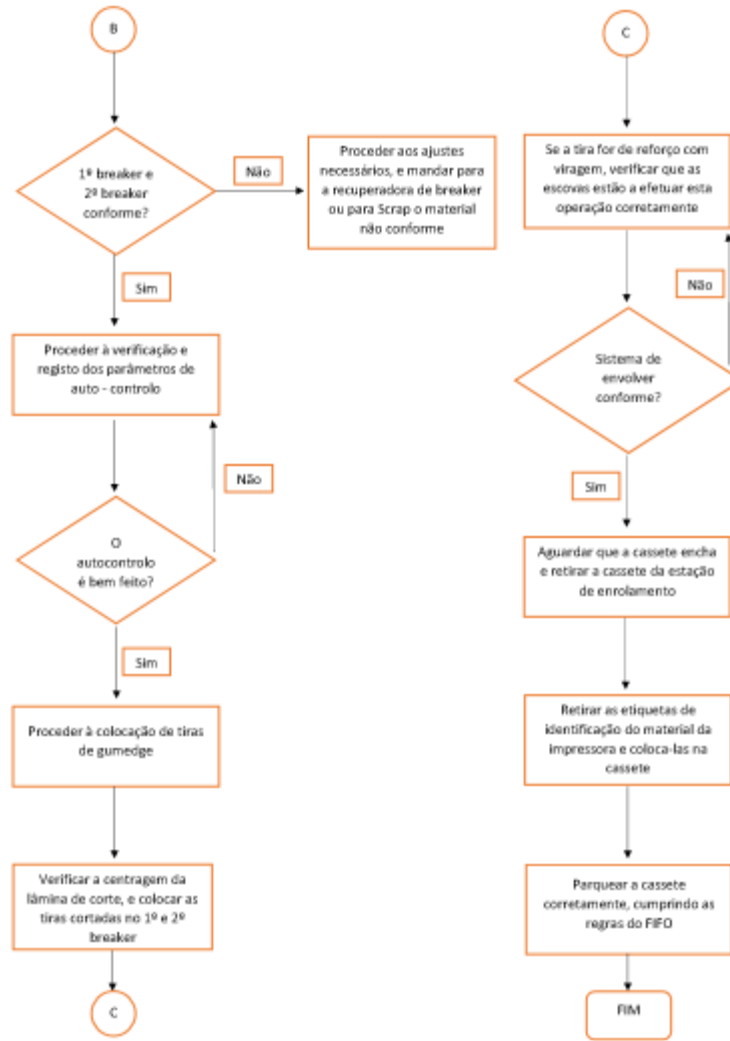 B
1º breaker e
2º breaker
conforme?
Não
Proceder aos ajustes
necessários, e mandar para
a recuperadora de breaker
ou para Scrap o material
não conforme
Sim
Proceder à verificação e
registo dos parâmetros de
auto - controlo
Não
O
autocontrolo
é bem feito?
Sim
Proceder à colocação de tiras
de gumedge
Verificar a centragem da
lâmina de corte, e colocar as
tiras cortadas no 1º e 2º
breaker
C
C
Se a tira for de reforço com
viragem, verificar que as
escovas estão a efetuar esta
operação corretamente
Não
Sistema de
envolver
conforme?
Sim
Aguardar que a cassete encha
e retirar a cassete da estação
de enrolamento
Retirar as etiquetas de
identificação do material da
impressora e coloca-las na
cassete
Parquear a cassete
corretamente, cumprindo as
regras do FIFO
FIM